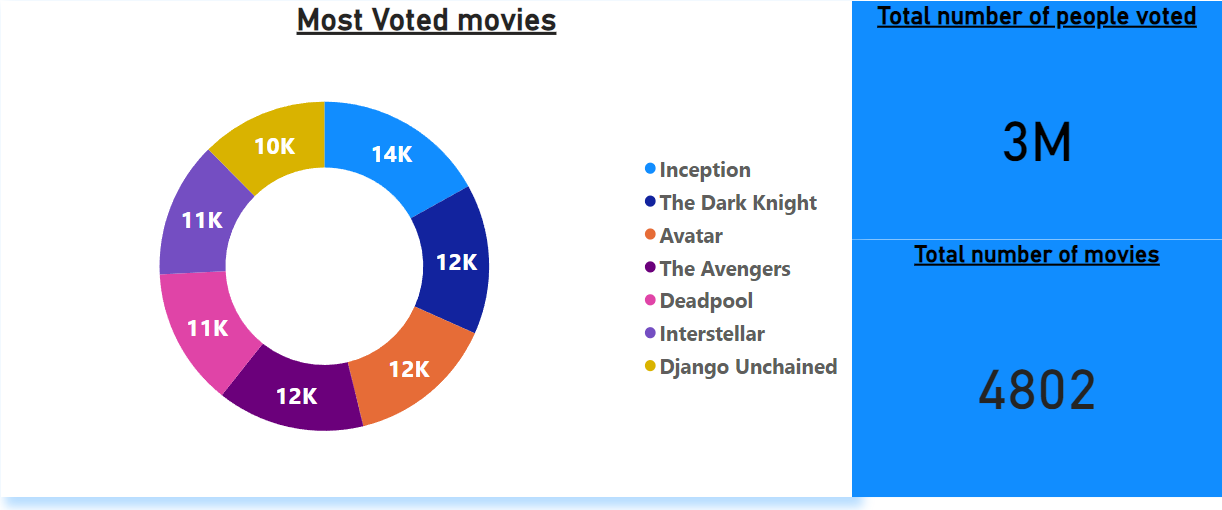 Most Voted movies
14K
12K
12K
12K
11K
11K
10K
Inception
The Dark Knight
Avatar
The Avengers
Deadpool
Interstellar
Django Unchained
Total number of people voted
3M
Total number of movies
4802